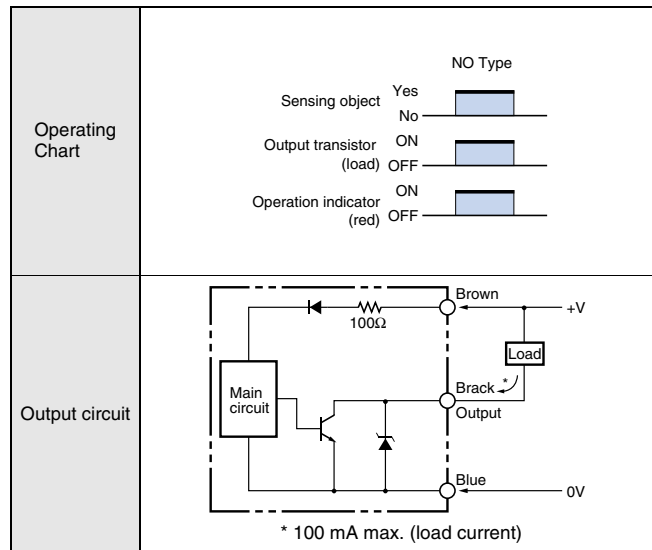 Operating
Chart
NO Type
Sensing object
Yes
No
Output transistor
(load)
ON
OFF
Operation indicator
(red)
ON
OFF
Output circuit
Brown
+V
100Ω
Load
Main
circuit
Brack
*
Output
Blue
0V
* 100 mA max. (load current)